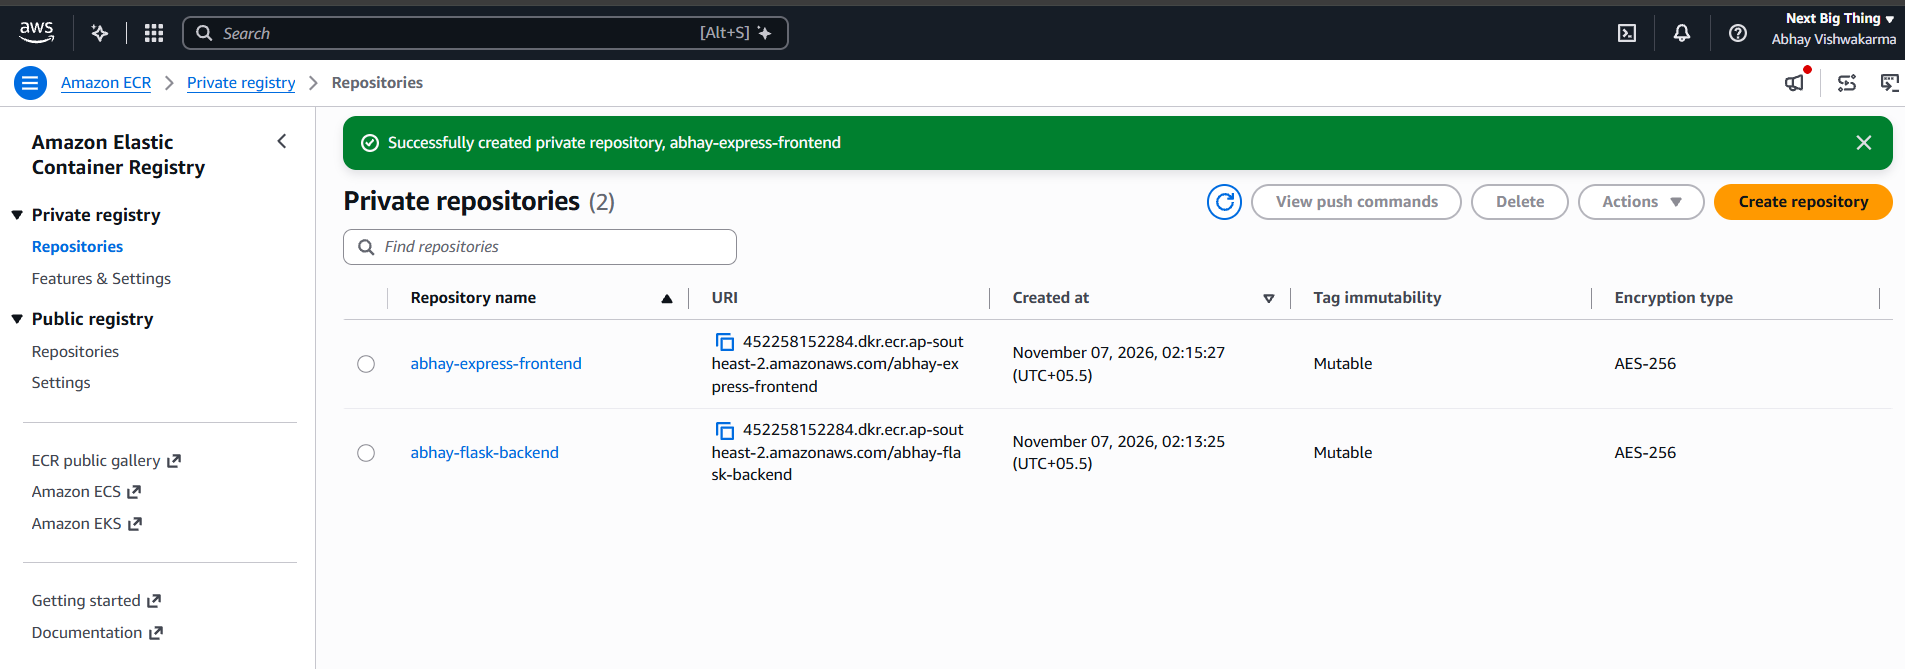 aws
Search
[Alt+S]
Next Big Thing
Abhay Vishwakarma
Amazon ECR
Private registry
Repositories
Amazon Elastic
Container Registry
Private registry
Repositories
Features & Settings
Public registry
Repositories
Settings
ECR public gallery
Amazon ECS
Amazon EKS
Getting started
Documentation
Successfully created private repository, abhay-express-frontend
Private repositories (2)
View push commands
Delete
Actions
Create repository
Find repositories
Repository name
URI
Created at
Tag immutability
Encryption type
abhay-express-frontend
452258152284.dkr.ecr.ap-sout
heast-2.amazonaws.com/abhay-ex
press-frontend
November 07, 2026, 02:15:27
(UTC+05.5)
Mutable
AES-256
abhay-flask-backend
452258152284.dkr.ecr.ap-sout
heast-2.amazonaws.com/abhay-fla
sk-backend
November 07, 2026, 02:13:25
(UTC+05.5)
Mutable
AES-256